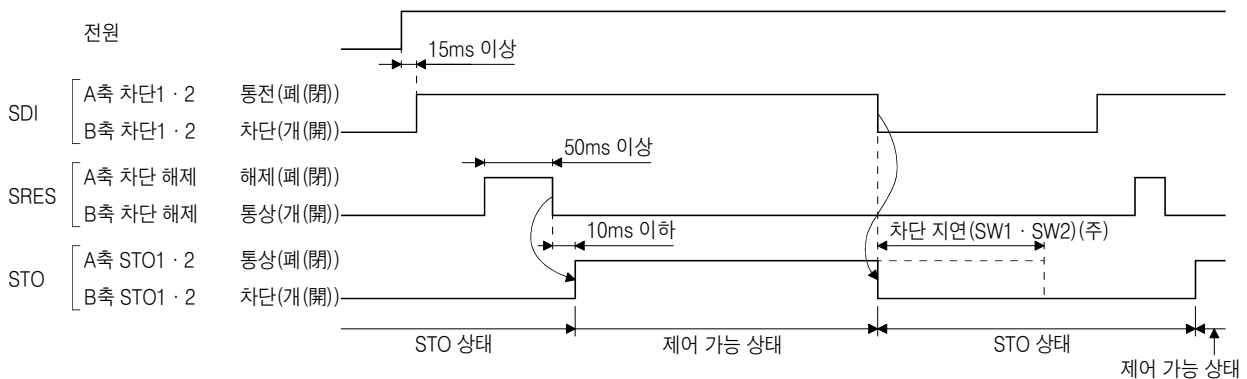 전원
15ms 이상
SDI
A축 차단1 · 2 통전(폐(閉))
B축 차단1 · 2 차단(개(開))
50ms 이상
SRES
A축 차단 해제 해제(폐(閉))
B축 차단 해제 통상(개(開))
10ms 이하
차단 지연(SW1 · SW2)(주)
STO
A축 STO1 · 2 통상(폐(閉))
B축 STO1 · 2 차단(개(開))
STO 상태
제어 가능 상태
STO 상태
제어 가능 상태